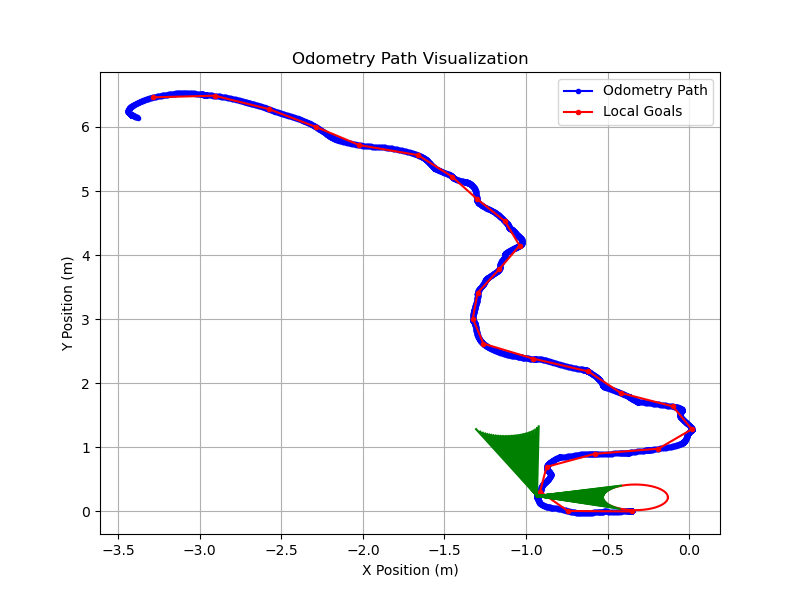 Odometry Path Visualization
Odometry Path
Local Goals
Y Position (m)
6
5
4
3
2
1
0
−3.5 −3.0 −2.5 −2.0 −1.5 −1.0 −0.5 0.0
X Position (m)